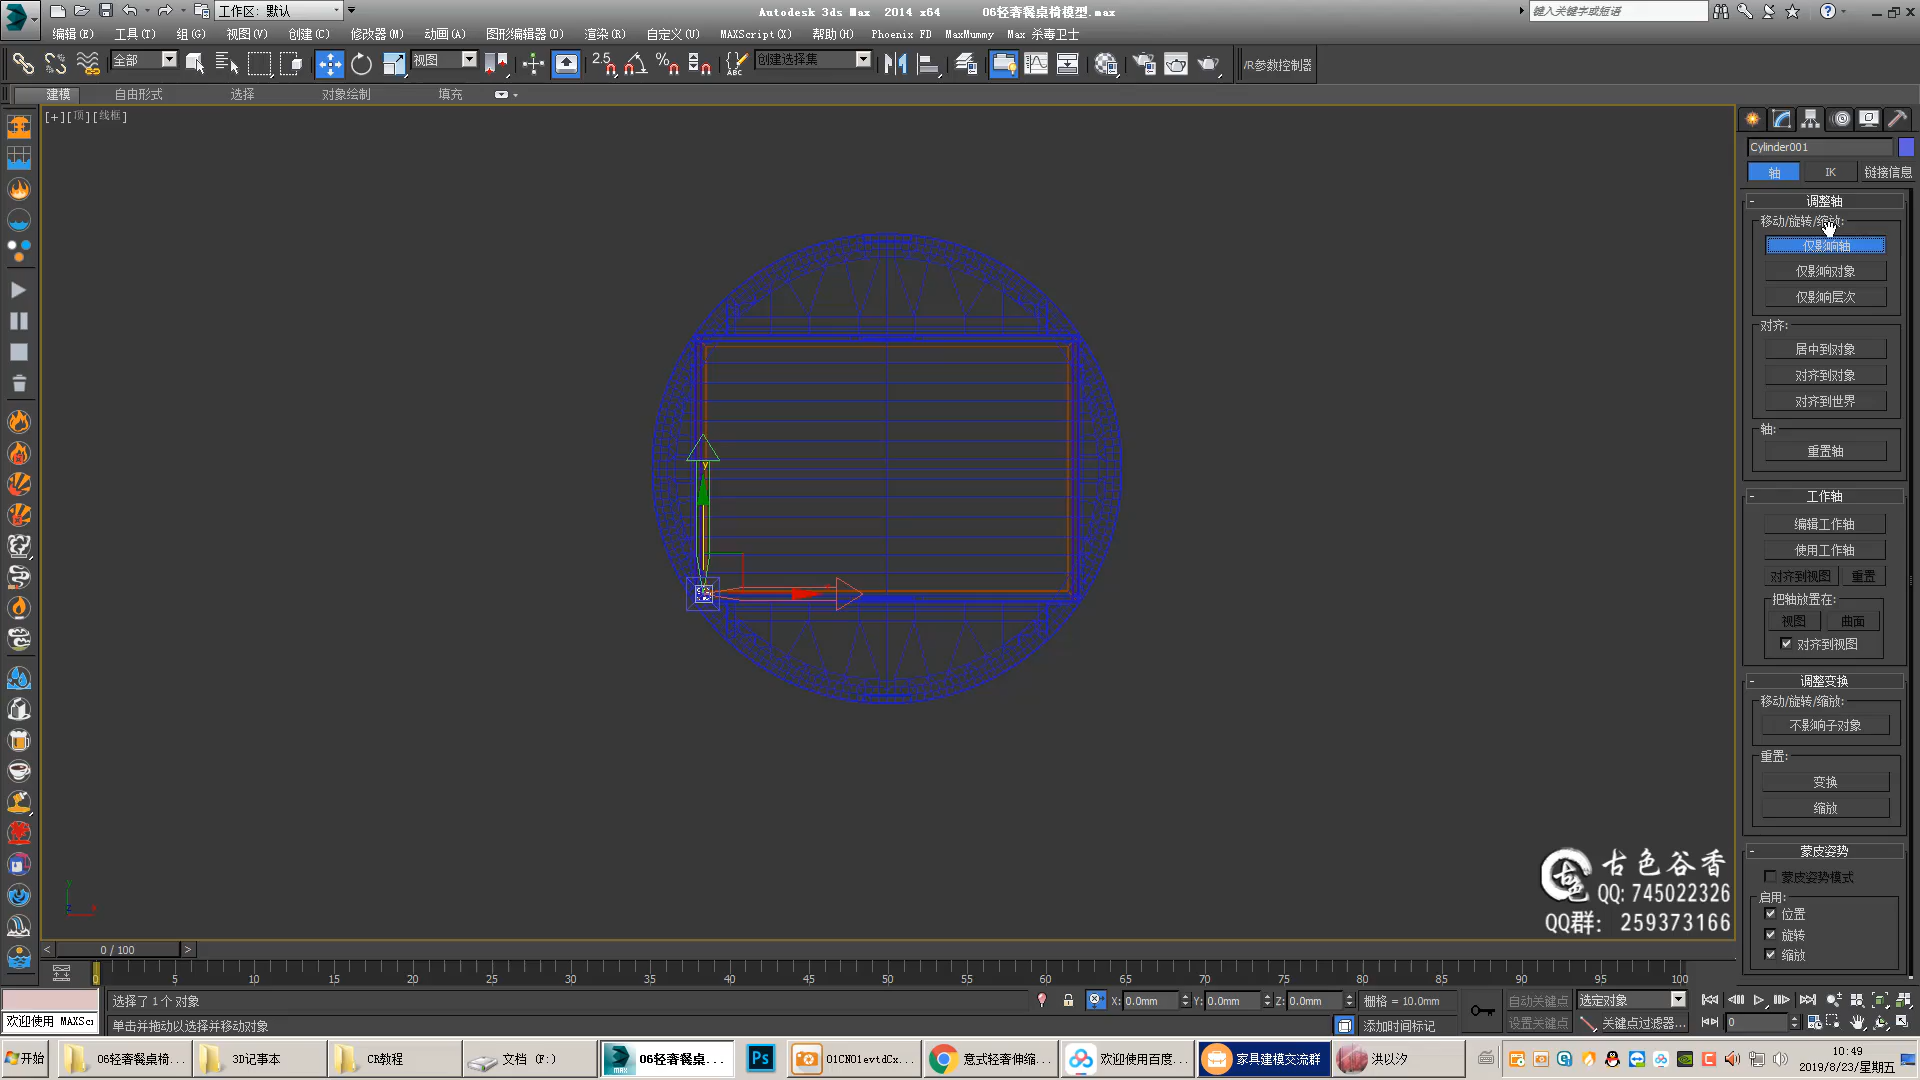 工作区: 默认
Autodesk 3ds Max  2014 x64
06轻奢餐桌椅模型.max
键入关键字或短语
编辑(E) 工具(T) 组(G) 视图(V) 创建(C) 修改器(M) 动画(A) 图形编辑器(D) 渲染(R) 自定义(U) MAXScript(X) 帮助(H) Phoenix FD MaxMummy Max 杀毒卫士
全部
视图
2.5
创建选择集
/R参数控制器
建模 自由形式 选择 对象绘制 填充
[+][顶][线框]
Cylinder001
轴 IK 链接信息
- 调整轴
移动/旋转/缩放:
仅影响轴
仅影响对象
仅影响层次
对齐:
居中到对象
对齐到对象
对齐到世界
轴:
重置轴
- 工作轴
编辑工作轴
使用工作轴
对齐到视图 重置
把轴放置在:
视图 曲面
对齐到视图
- 调整变换
移动/旋转/缩放:
不影响子对象
重置:
变换
缩放
- 蒙皮姿势
蒙皮姿势模式
启用:
位置
旋转
缩放
古色谷香
QQ: 745022326
QQ群: 259373166
< 0 / 100 >
0 5 10 15 20 25 30 35 40 45 50 55 60 65 70 75 80 85 90 95 100
选择了 1 个 对象
X: 0.0mm Y: 0.0mm Z: 0.0mm 栅格 = 10.0mm
自动关键点 选定对象
欢迎使用 MAXScr
单击并拖动以选择并移动对象
添加时间标记
设置关键点 关键点过滤器...
0
开始 06轻奢餐桌椅... 3D记事本 CR教程 文档 (F:) 06轻奢餐桌... Ps 01CN01evtdCx... 意式轻奢伸缩... 欢迎使用百度... 家具建模交流群 洪以汐
10:49
2019/8/23/星期五